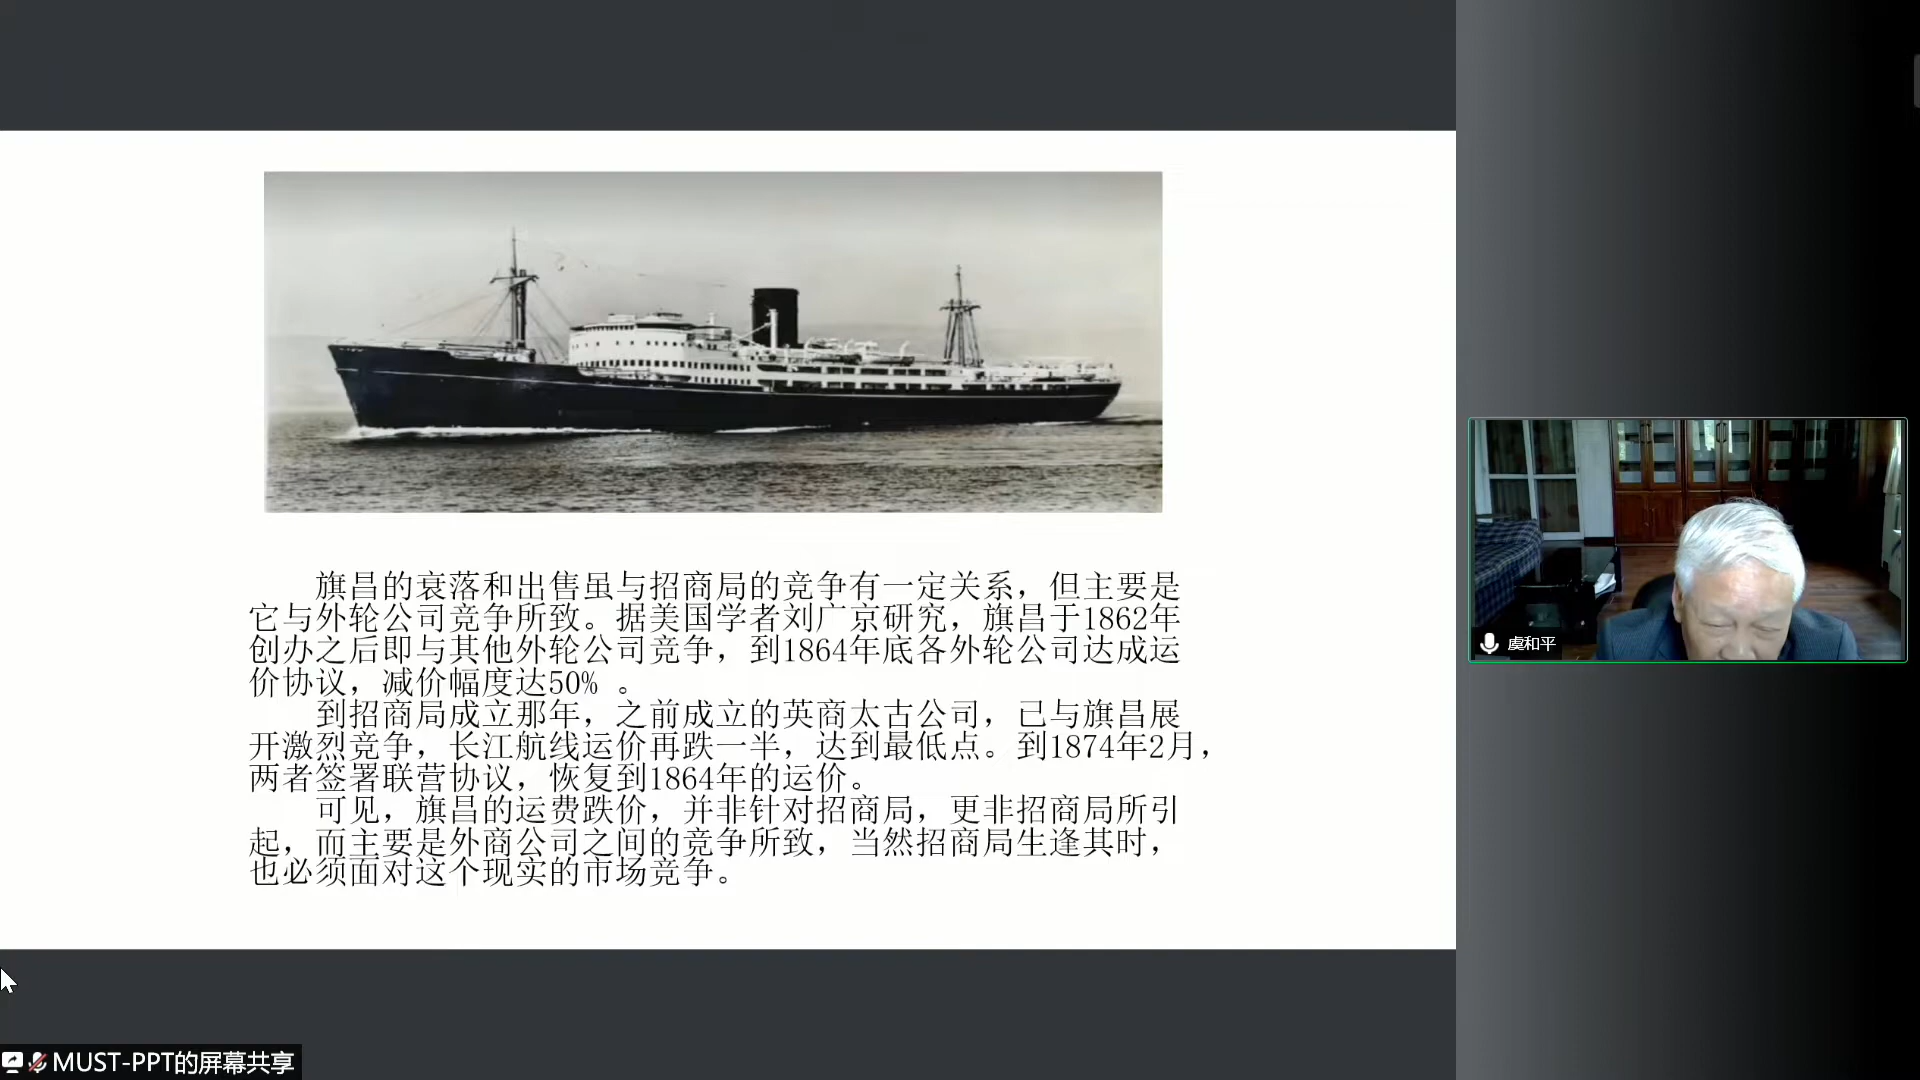 旗昌的衰落和出售虽与招商局的竞争有一定关系，但主要是
它与外轮公司竞争所致。据美国学者刘广京研究，旗昌于1862年
创办之后即与其他外轮公司竞争，到1864年底各外轮公司达成运
价协议，减价幅度达50% 。
到招商局成立那年，之前成立的英商太古公司，已与旗昌展
开激烈竞争，长江航线运价再跌一半，达到最低点。到1874年2月，
两者签署联营协议，恢复到1864年的运价。
可见，旗昌的运费跌价，并非针对招商局，更非招商局所引
起，而主要是外商公司之间的竞争所致，当然招商局生逢其时，
也必须面对这个现实的市场竞争。
虞和平
MUST-PPT的屏幕共享